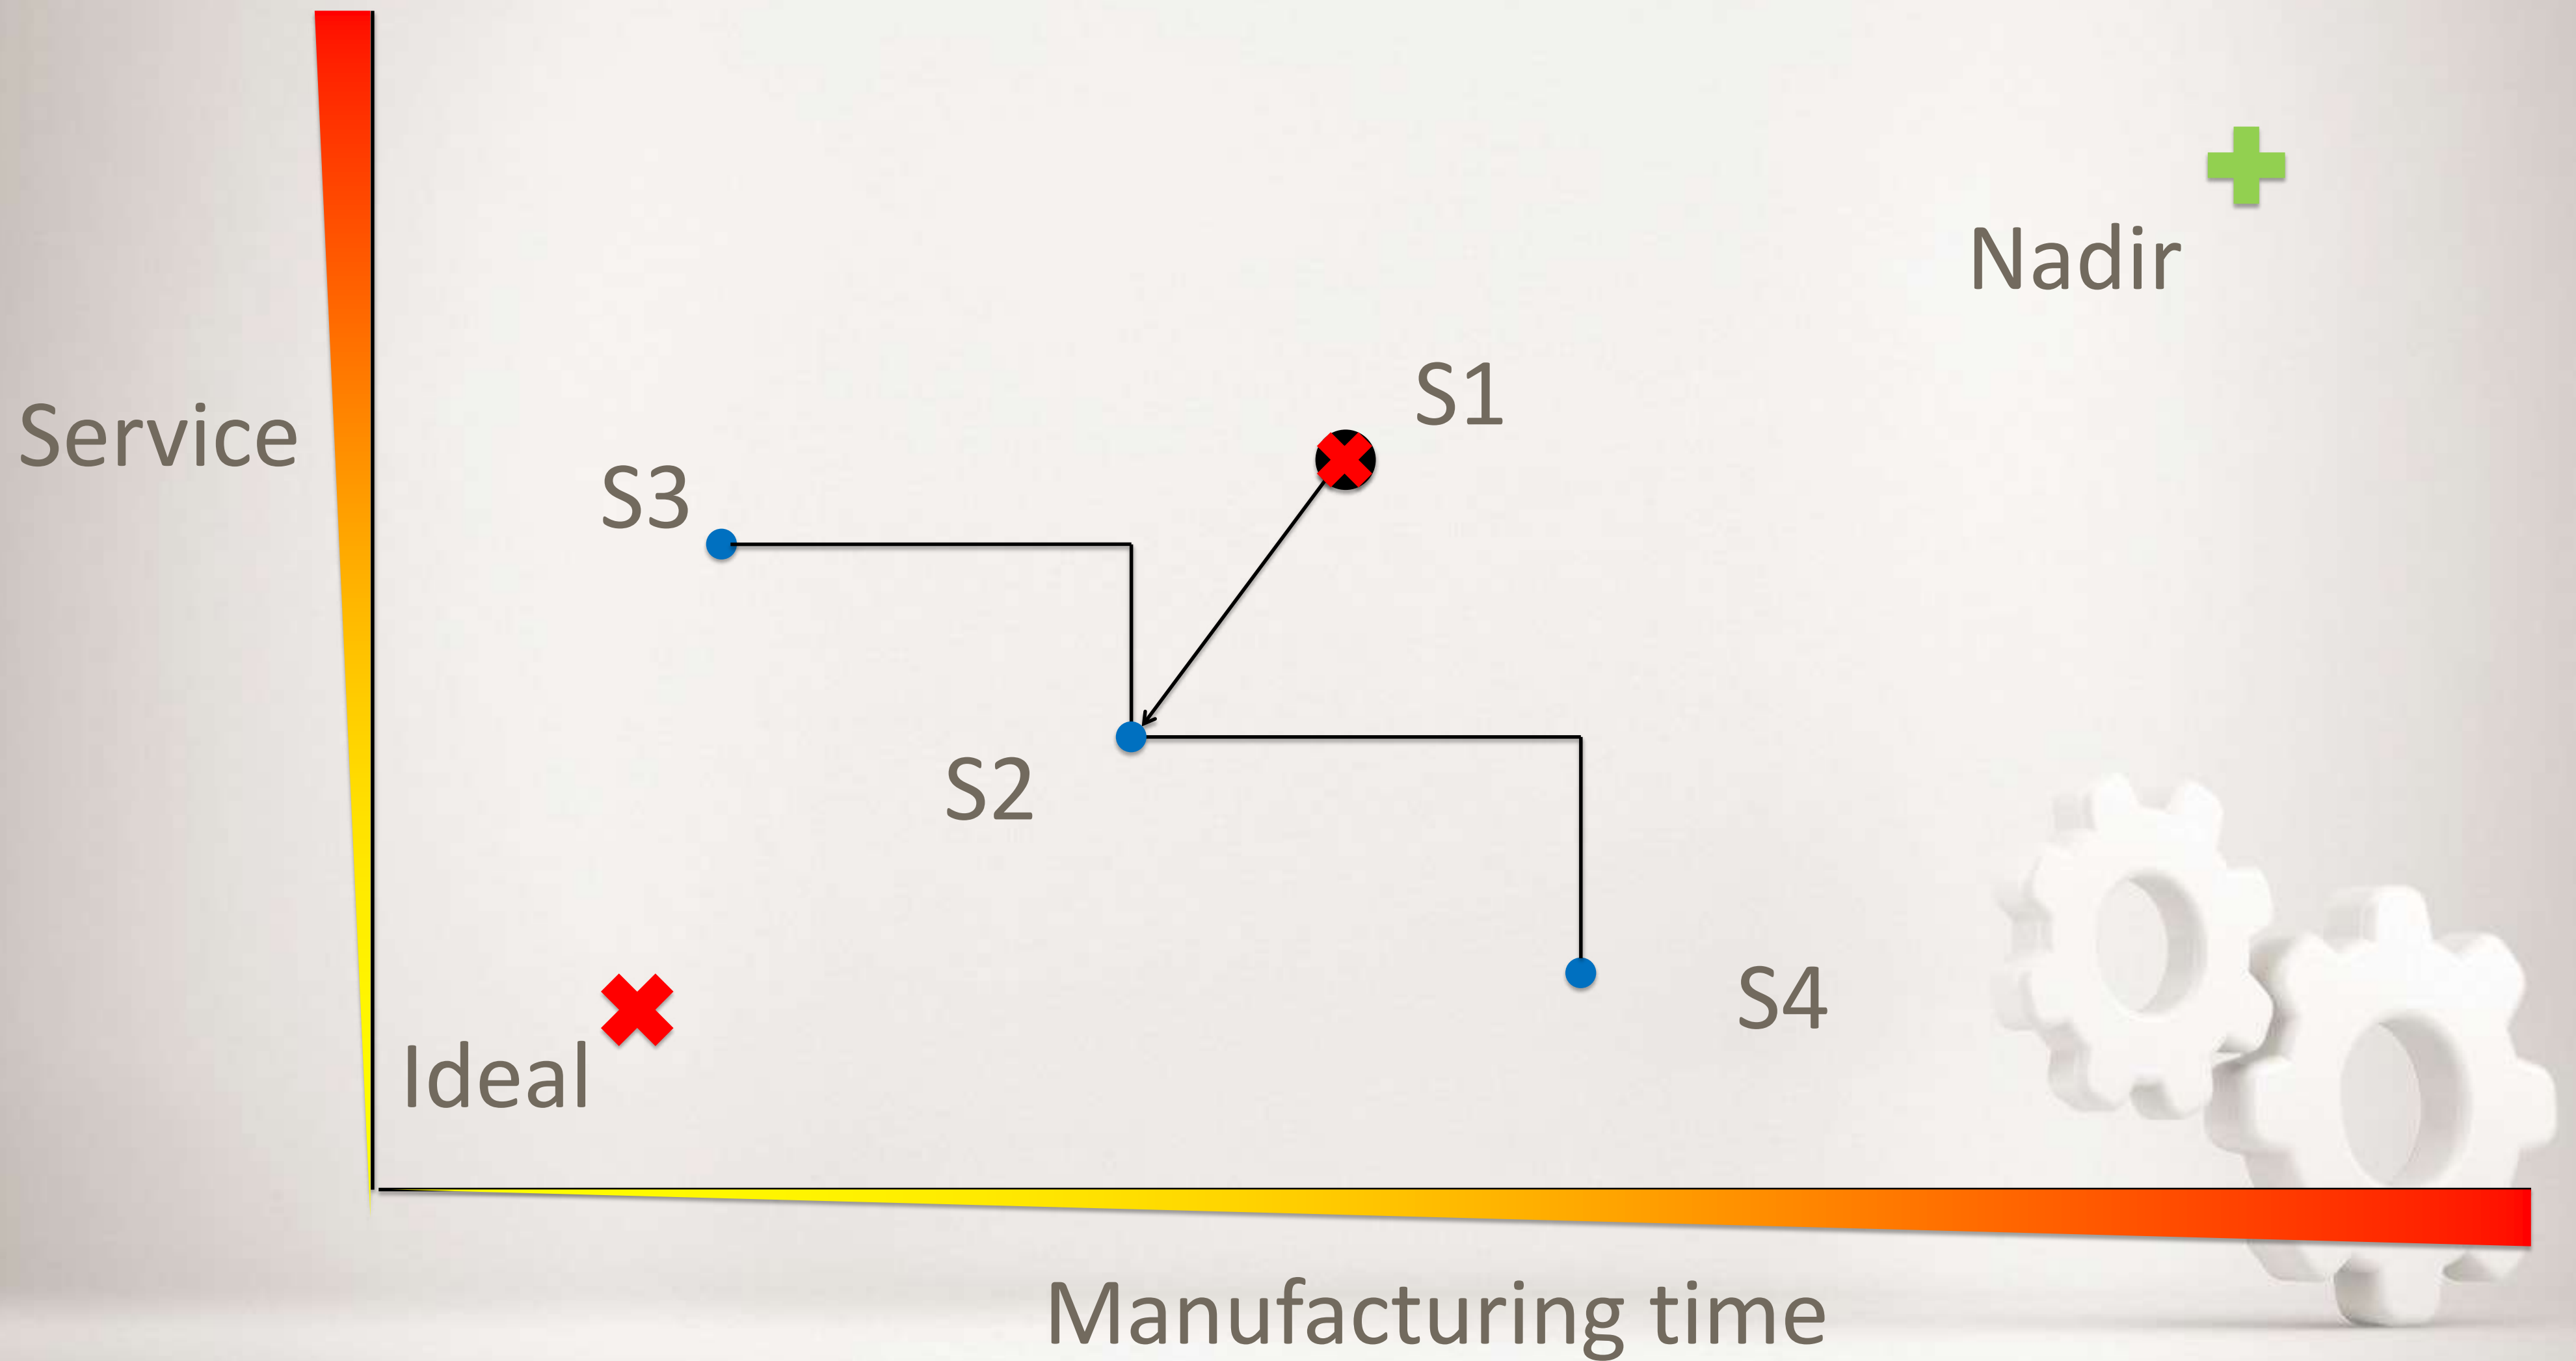 Nadir
S1
Service
S3
S2
S4
Ideal
Manufacturing time